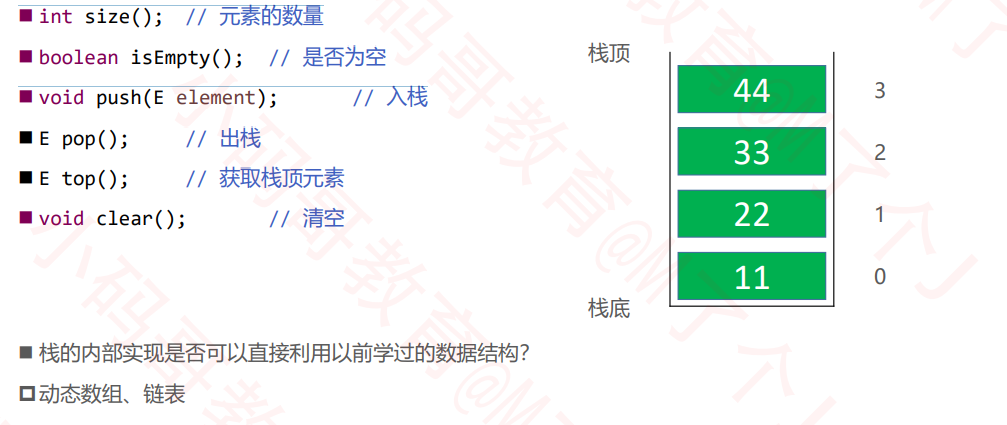 ■ int size(); // 元素的数量
■ boolean isEmpty(); // 是否为空
■ void push(E element); // 入栈
■ E pop(); // 出栈
■ E top(); // 获取栈顶元素
■ void clear(); // 清空
栈顶
44 3
33 2
22 1
11 0
栈底
■ 栈的内部实现是否可以直接利用以前学过的数据结构？
动态数组、链表
小码哥教育@M了个J